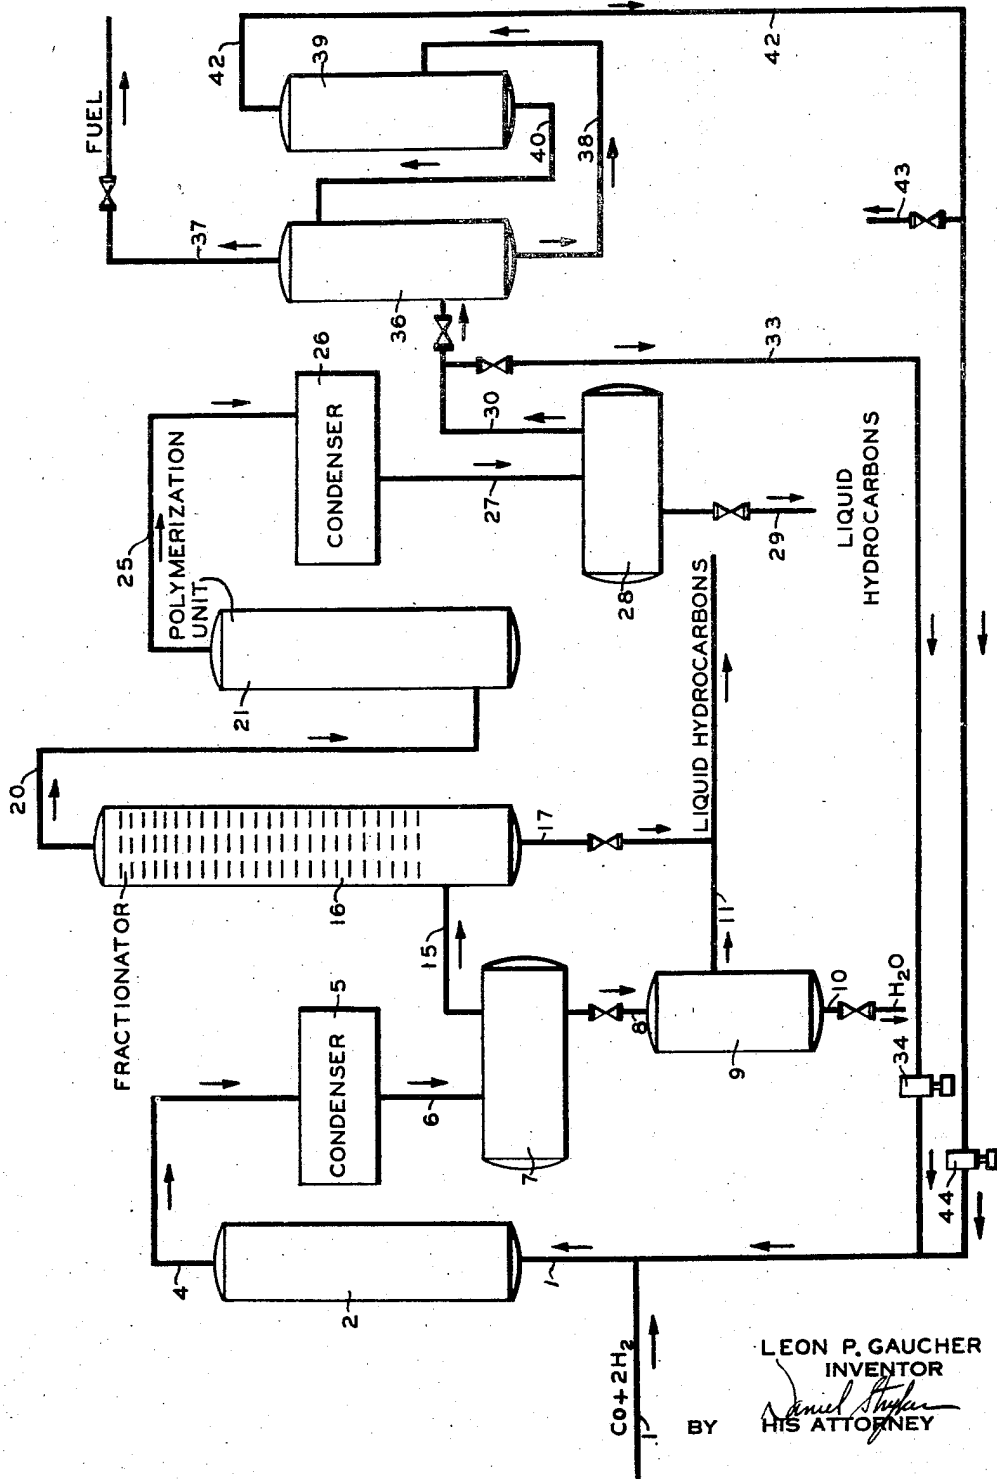 FUEL
42
39
42
40
38
37
36
43
33
25
POLYMERIZATION
UNIT
26
CONDENSER
30
27
28
29
LIQUID
HYDROCARBONS
21
20
FRACTIONATOR
16
17
LIQUID HYDROCARBONS
15
11
5
CONDENSER
6
7
8
9
10
H2O
34
44
4
2
1
CO+2H2
1
LEON P. GAUCHER
INVENTOR
Daniel Stryker
BY HIS ATTORNEY